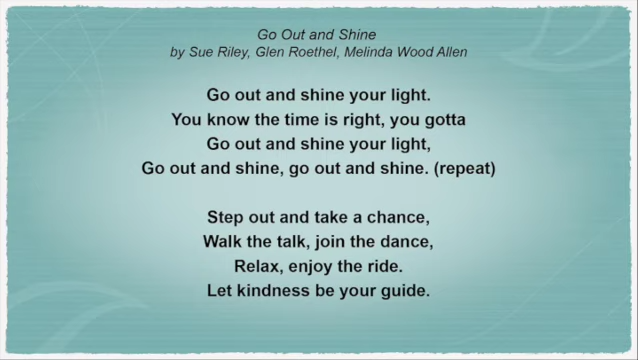 Go Out and Shine
by Sue Riley, Glen Roethel, Melinda Wood Allen
Go out and shine your light.
You know the time is right, you gotta
Go out and shine your light,
Go out and shine, go out and shine. (repeat)
Step out and take a chance,
Walk the talk, join the dance,
Relax, enjoy the ride.
Let kindness be your guide.